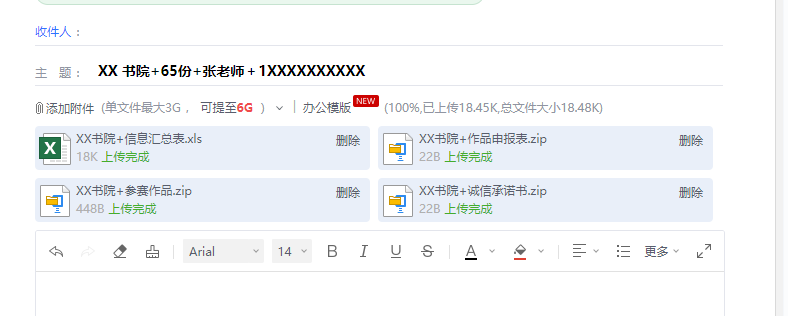 收件人：
主 题： XX 书院+65份+张老师+1XXXXXXXXXX
添加附件 (单文件最大3G， 可提至6G ) 办公模版 NEW (100%,已上传18.45K,总文件大小18.48K)
XX书院+信息汇总表.xls 删除 XX书院+作品申报表.zip 删除
18K 上传完成 22B 上传完成
XX书院+参赛作品.zip 删除 XX书院+诚信承诺书.zip 删除
448B 上传完成 22B 上传完成
Arial 14 B I U S A 更多